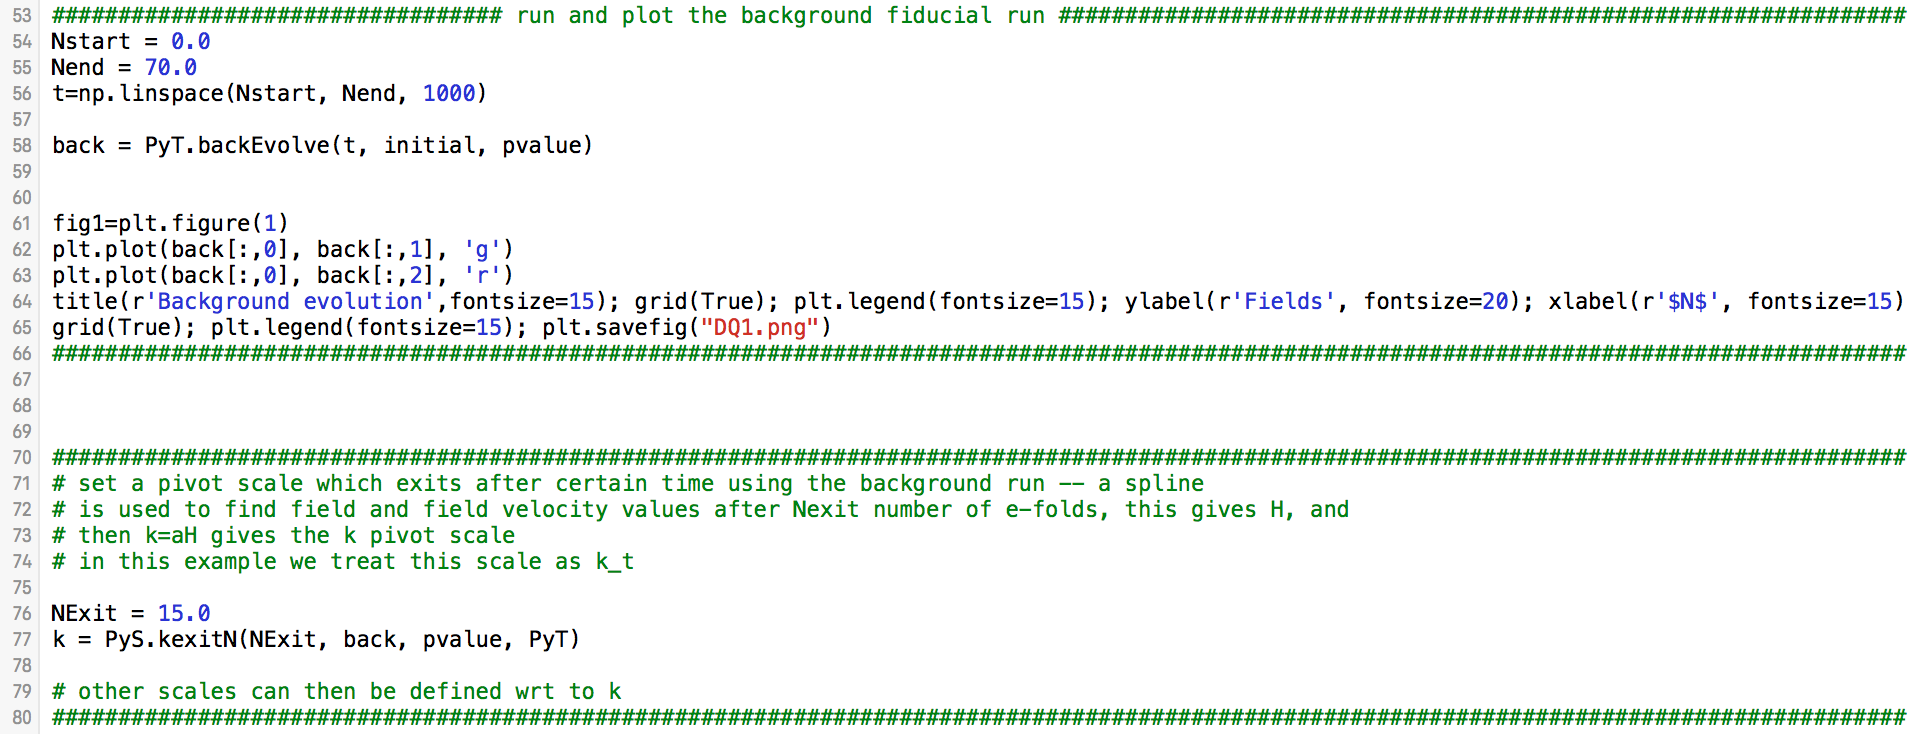 53 ################################## run and plot the background fiducial run ################################################################
54 Nstart = 0.0
55 Nend = 70.0
56 t=np.linspace(Nstart, Nend, 1000)
57
58 back = PyT.backEvolve(t, initial, pvalue)
59
60
61 fig1=plt.figure(1)
62 plt.plot(back[:,0], back[:,1], 'g')
63 plt.plot(back[:,0], back[:,2], 'r')
64 title(r'Background evolution',fontsize=15); grid(True); plt.legend(fontsize=15); ylabel(r'Fields', fontsize=20); xlabel(r'$N$', fontsize=15)
65 grid(True); plt.legend(fontsize=15); plt.savefig("DQ1.png")
66 ############################################################################################################################################
67
68
69
70 ############################################################################################################################################
71 # set a pivot scale which exits after certain time using the background run -- a spline
72 # is used to find field and field velocity values after Nexit number of e-folds, this gives H, and
73 # then k=aH gives the k pivot scale
74 # in this example we treat this scale as k_t
75
76 NExit = 15.0
77 k = PyS.kexitN(NExit, back, pvalue, PyT)
78
79 # other scales can then be defined wrt to k
80 ############################################################################################################################################